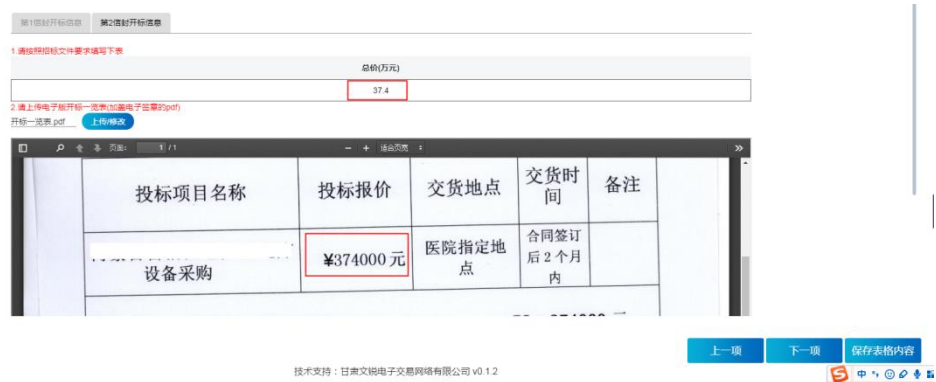 第1信封开标信息 第2信封开标信息
1.请按照招标文件要求填写下表
总价(万元)
37.4
2.请上传电子版开标一览表(加盖电子签章的pdf)
开标一览表.pdf 上传/修改
页面: 1 / 1 − + 适合页宽 »
投标项目名称 投标报价 交货地点 交货时间 备注
设备采购 ¥374000元 医院指定地点 合同签订后2个月内
上一项 下一项 保存表格内容
技术支持：甘肃文锐电子交易网络有限公司 v0.1.2
中